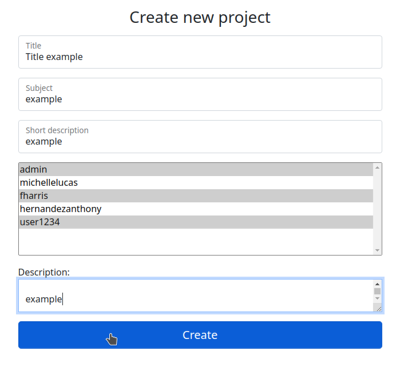 Create new project
Title
Title example
Subject
example
Short description
example
admin
michellelucas
fharris
hernandezanthony
user1234
Description:
example
Create